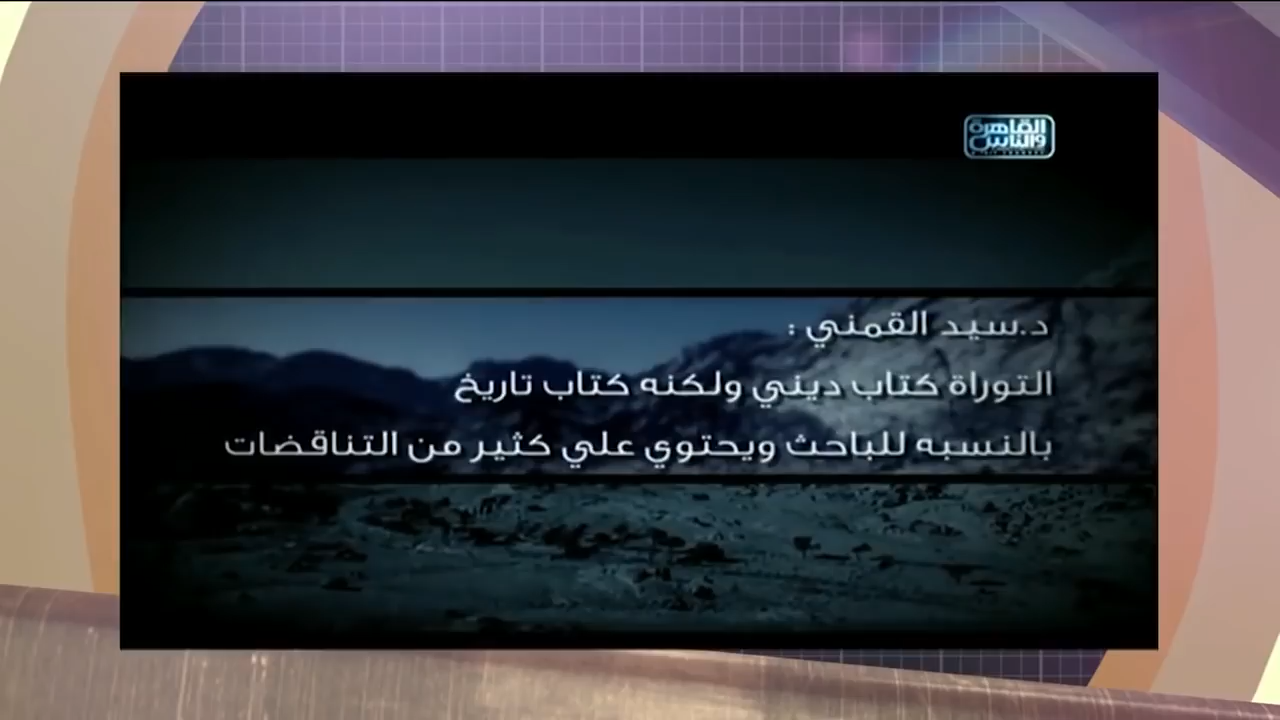 القاهرة
والناس
د.سيد القمني :
التوراة كتاب ديني ولكنه كتاب تاريخ
بالنسبه للباحث ويحتوي علي كثير من التناقضات